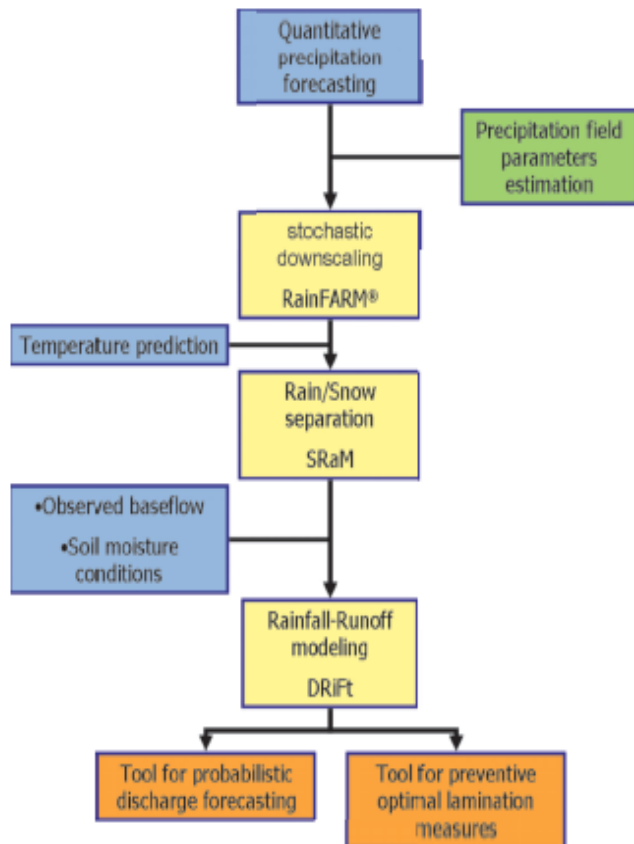 Quantitative
precipitation
forecasting
Precipitation field
parameters
estimation
stochastic
downscaling
RainFARM®
Temperature prediction
Rain/Snow
separation
SRaM
•Observed baseflow
•Soil moisture
conditions
Rainfall-Runoff
modeling
DRiFt
Tool for probabilistic
discharge forecasting
Tool for preventive
optimal lamination
measures